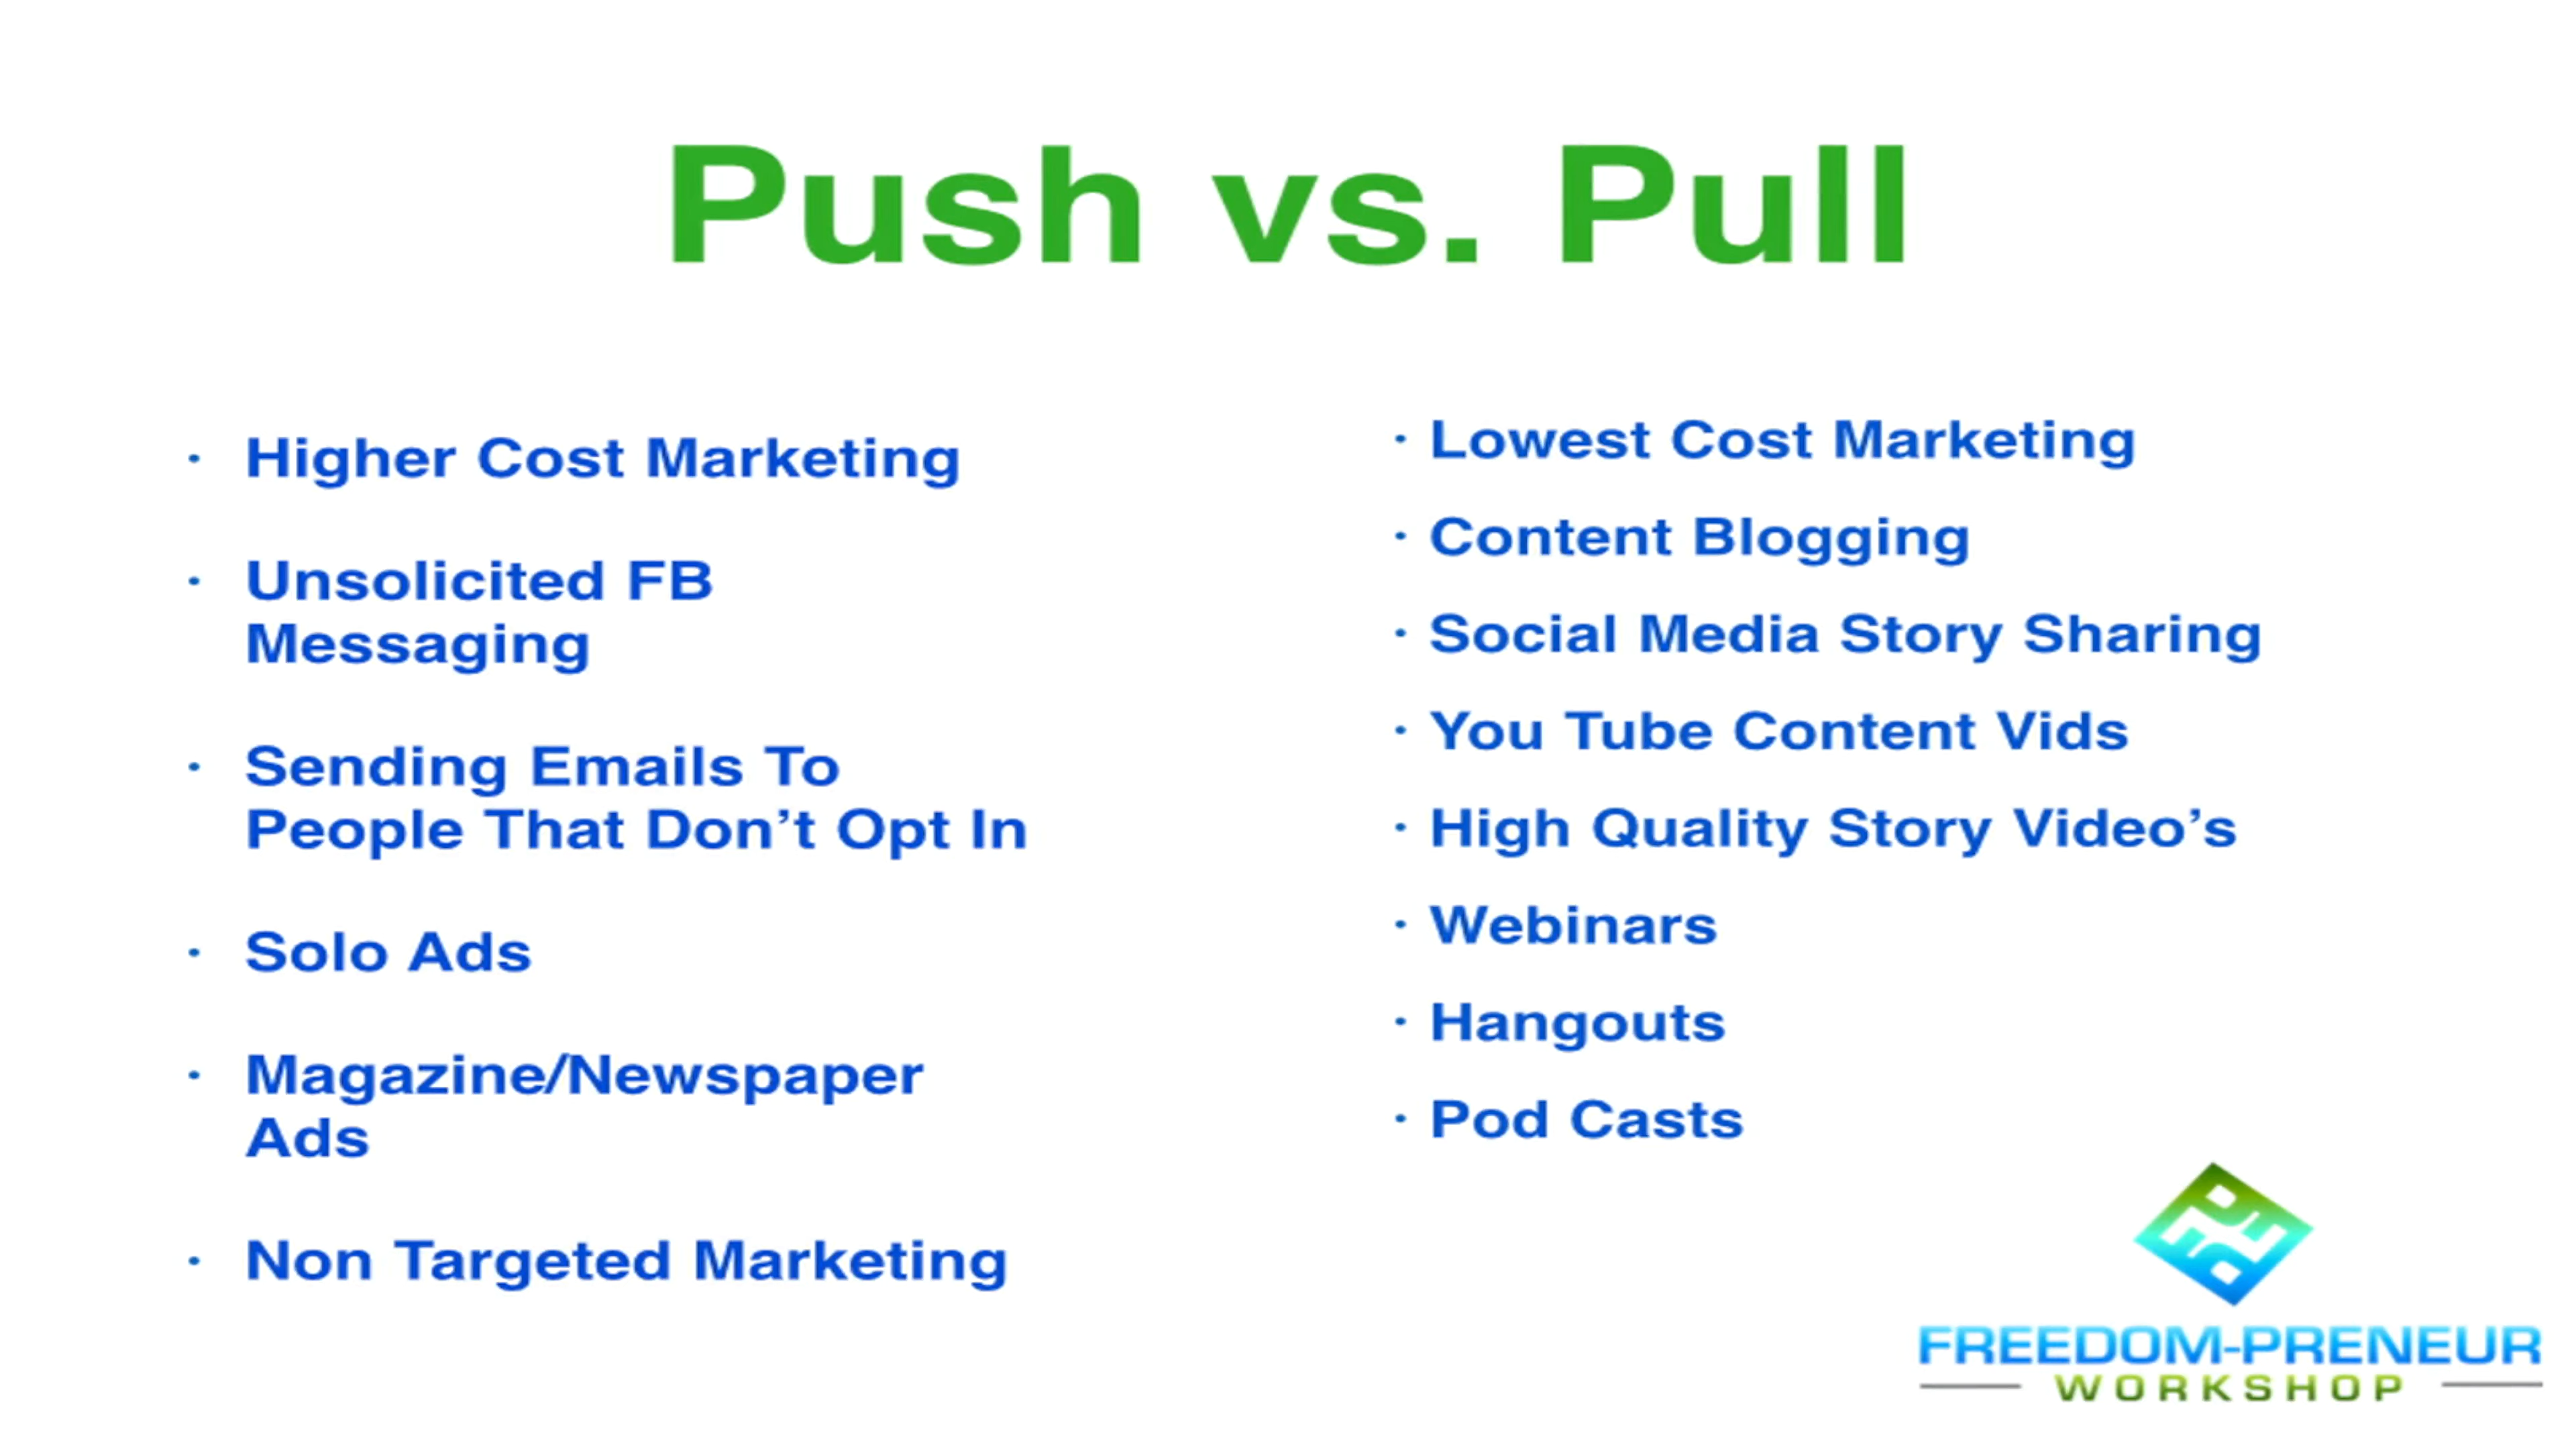 Push vs. Pull
· Higher Cost Marketing
· Unsolicited FB
Messaging
· Sending Emails To
People That Don’t Opt In
· Solo Ads
· Magazine/Newspaper
Ads
· Non Targeted Marketing
· Lowest Cost Marketing
· Content Blogging
· Social Media Story Sharing
· You Tube Content Vids
· High Quality Story Video’s
· Webinars
· Hangouts
· Pod Casts
FREEDOM-PRENEUR
WORKSHOP